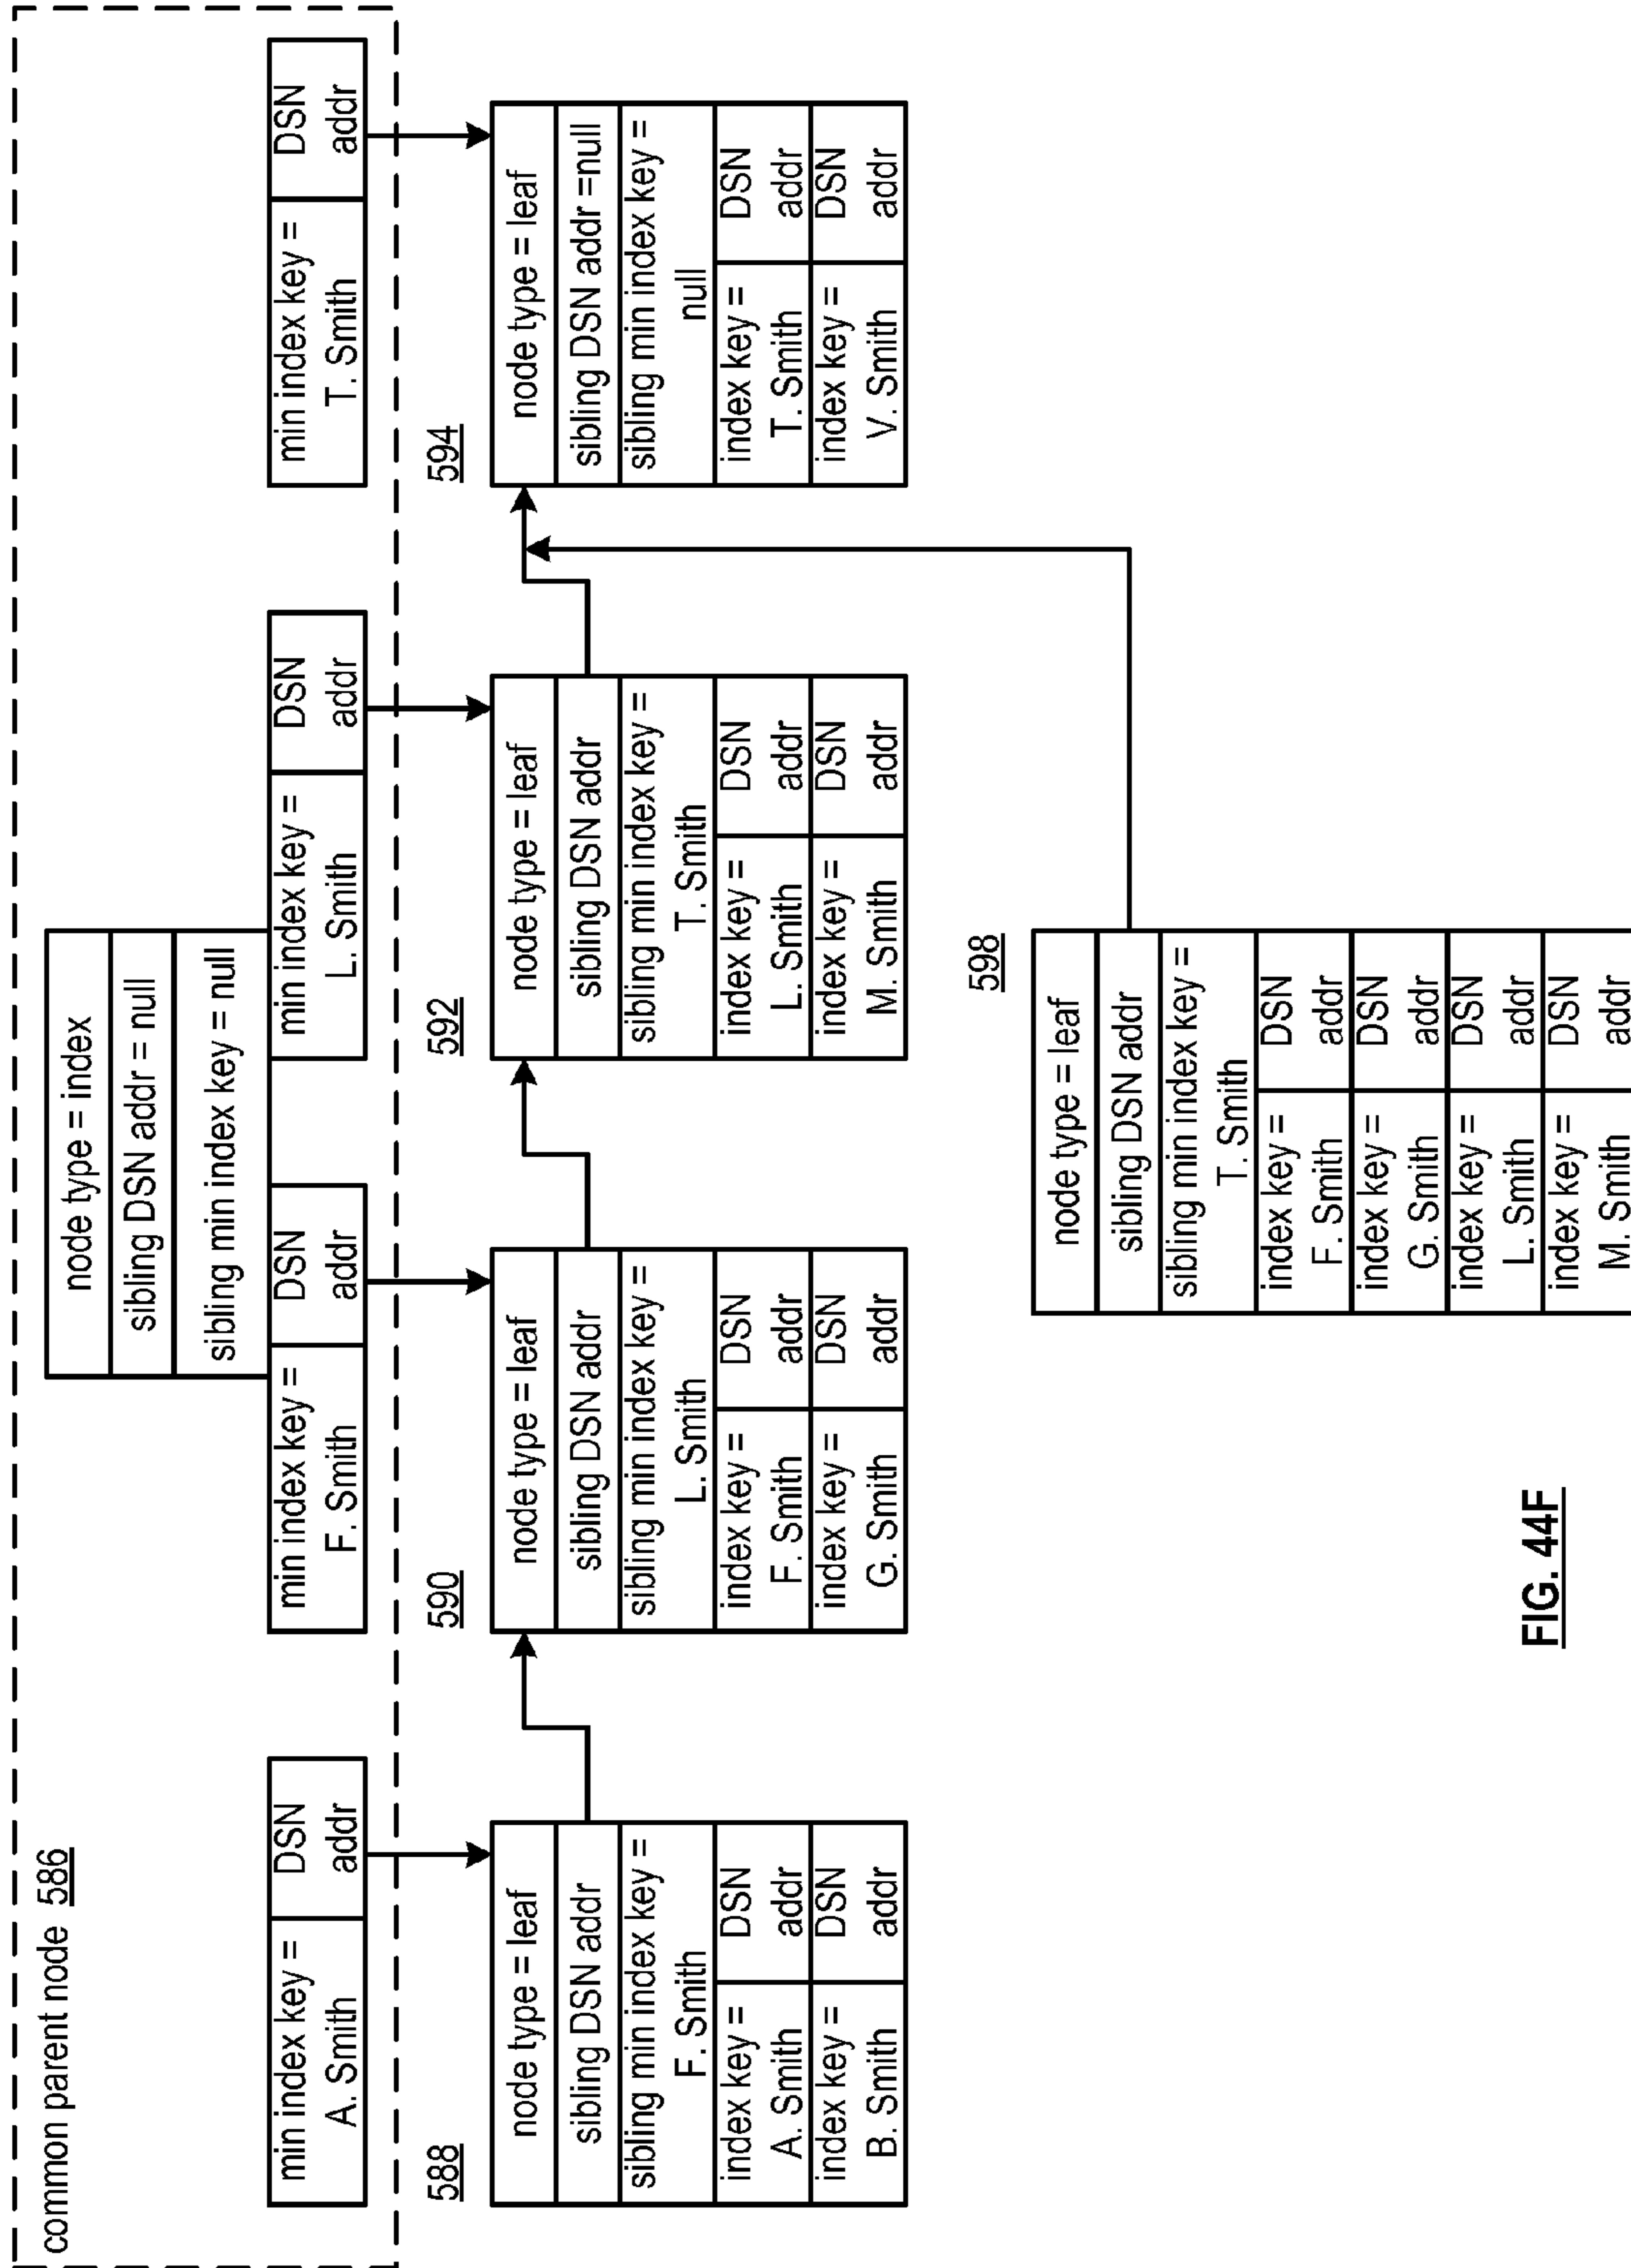 common parent node 586
node type = index
sibling DSN addr = null
sibling min index key = null
min index key =
A. Smith
DSN
addr
min index key =
F. Smith
DSN
addr
min index key =
L. Smith
DSN
addr
min index key =
T. Smith
DSN
addr
588
node type = leaf
sibling DSN addr
sibling min index key =
F. Smith
index key =
A. Smith
DSN
addr
index key =
B. Smith
DSN
addr
590
node type = leaf
sibling DSN addr
sibling min index key =
L. Smith
index key =
F. Smith
DSN
addr
index key =
G. Smith
DSN
addr
592
node type = leaf
sibling DSN addr
sibling min index key =
T. Smith
index key =
L. Smith
DSN
addr
index key =
M. Smith
DSN
addr
594
node type = leaf
sibling DSN addr =null
sibling min index key =
null
index key =
T. Smith
DSN
addr
index key =
V. Smith
DSN
addr
598
node type = leaf
sibling DSN addr
sibling min index key =
T. Smith
index key =
F. Smith
DSN
addr
index key =
G. Smith
DSN
addr
index key =
L. Smith
DSN
addr
index key =
M. Smith
DSN
addr
FIG. 44F